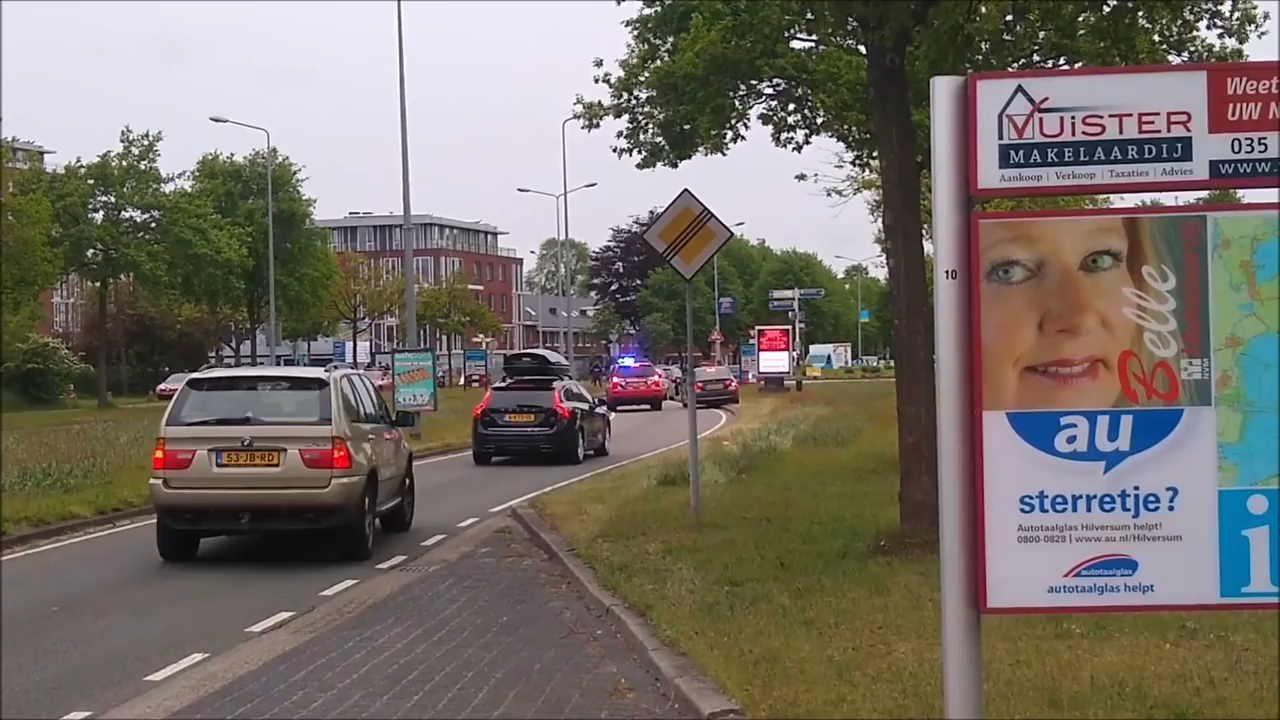 VUiSTER
MAKELAARDIJ
Aankoop | Verkoop | Taxaties | Advies
Weet
UW
035
www.
10
Belle
NVM
au
sterretje?
Autotaalglas Hilversum helpt!
0800-0828 | www.au.nl/Hilversum
autotaalglas
autotaalglas helpt
i
53-JB-RD